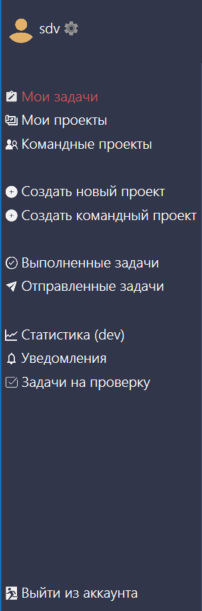 sdv
Мои задачи
Мои проекты
Командные проекты
Создать новый проект
Создать командный проект
Выполненные задачи
Отправленные задачи
Статистика (dev)
Уведомления
Задачи на проверку
Выйти из аккаунта